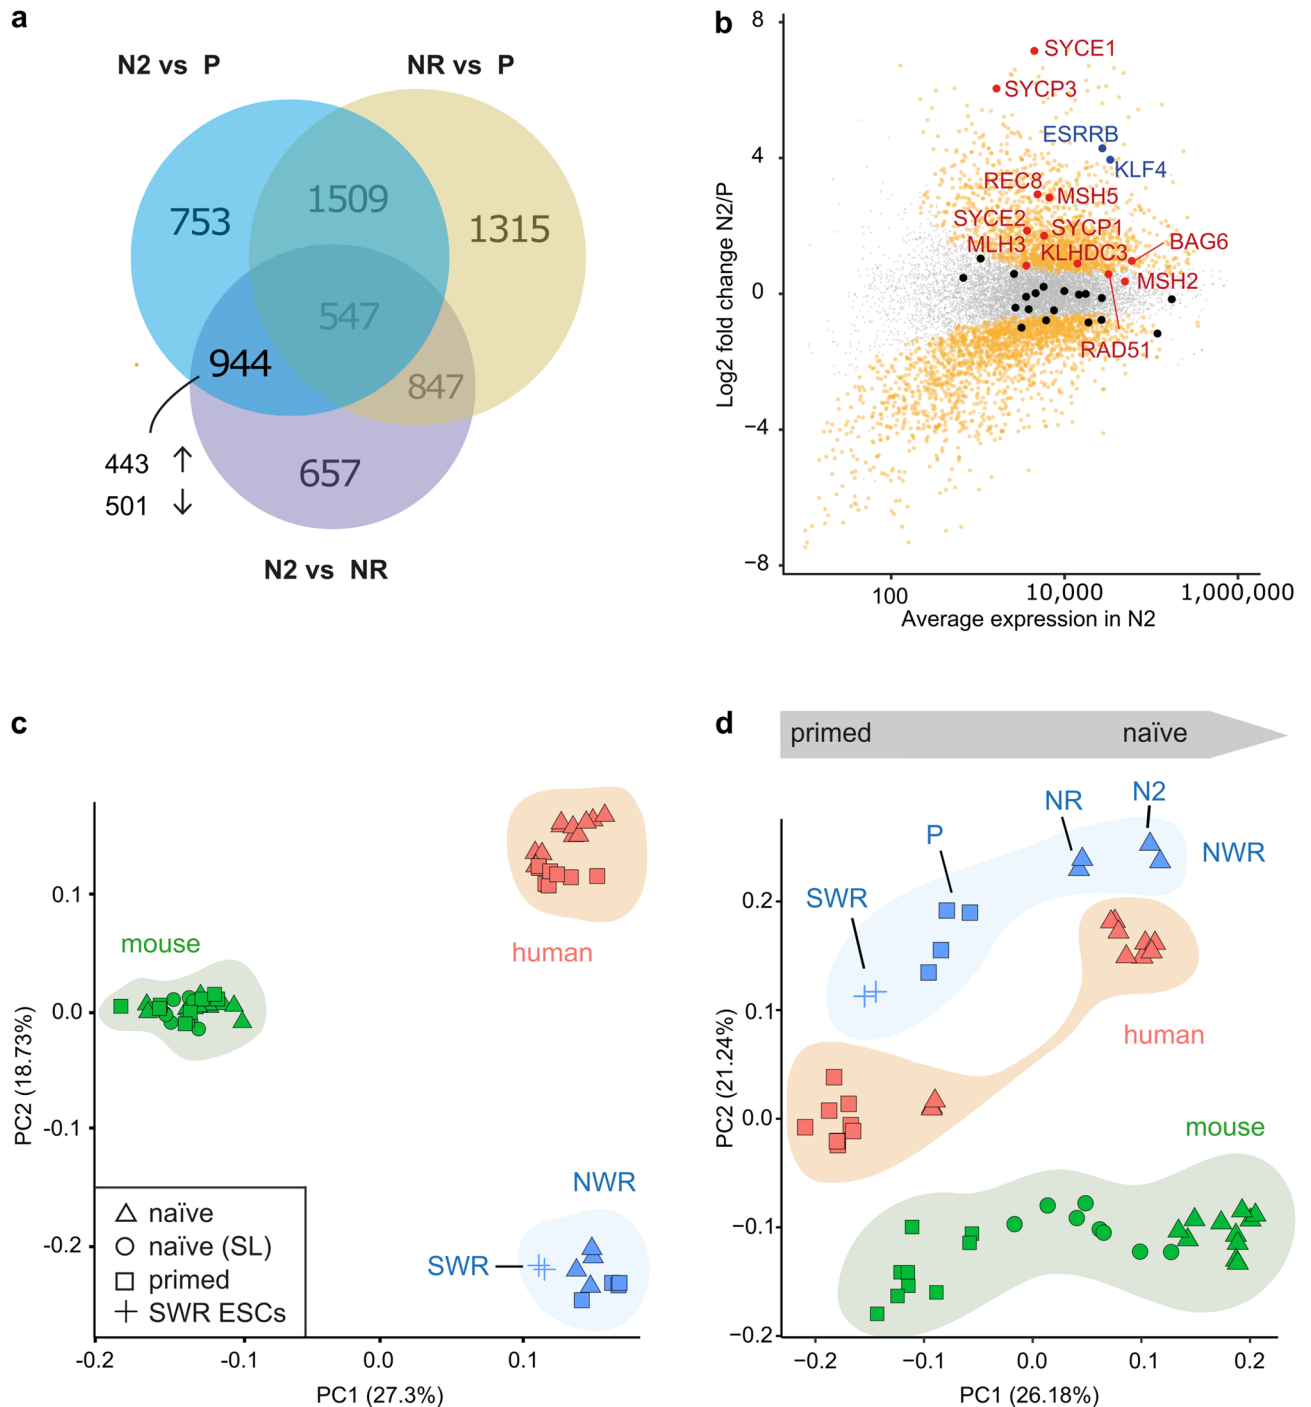 a
N2 vs P
NR vs P
753
1509
1315
547
944
847
443 ↑
501 ↓
657
N2 vs NR
b
Log2 fold change N2/P
8
4
0
−4
−8
SYCE1
SYCP3
ESRRB
KLF4
REC8
MSH5
SYCE2
SYCP1
MLH3
KLHDC3
BAG6
MSH2
RAD51
100
10,000
1,000,000
Average expression in N2
c
PC2 (18.73%)
0.1
0.0
-0.1
-0.2
mouse
human
NWR
SWR
naïve
naïve (SL)
primed
SWR ESCs
-0.2
-0.1
0.0
0.1
PC1 (27.3%)
d
primed
naïve
NR
N2
P
NWR
SWR
human
mouse
PC2 (21.24%)
0.2
0.1
0.0
−0.1
−0.2
−0.2
−0.1
0.0
0.1
0.2
PC1 (26.18%)